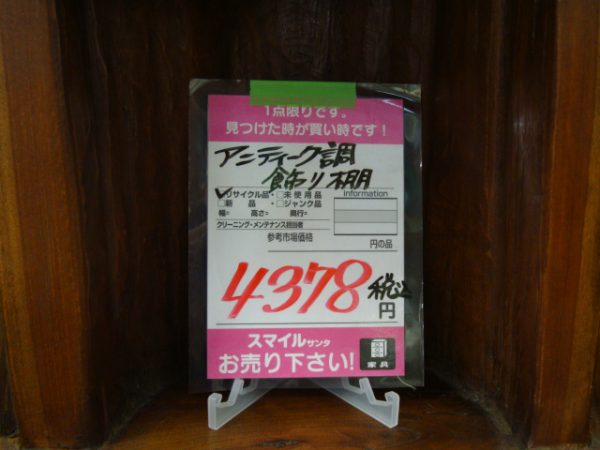 1点限りです。
見つけた時が買い時です！
アンティーク調
飾り棚
☑リサイクル品・□未使用品
□新品・□ジャンク品
幅= 高さ= 奥行=
information
クリーニング・メンテナンス担当者
参考市場価格
円の品
4378 税込
円
スマイルサンタ
お売り下さい!
家具